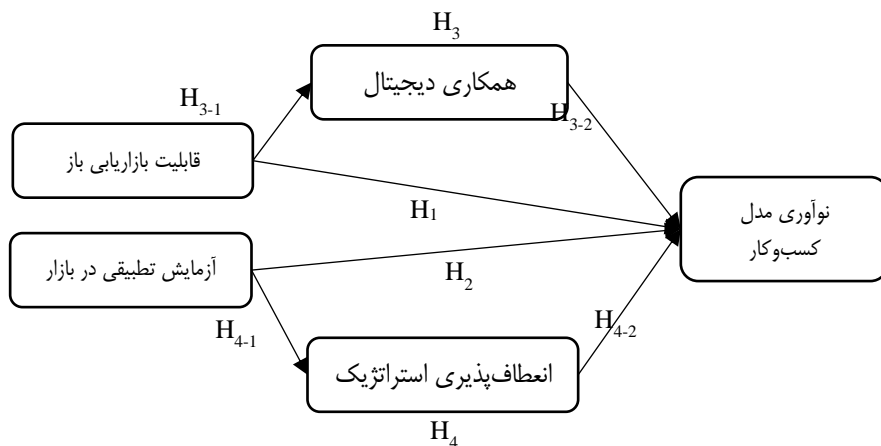 H3
همکاری دیجیتال
H3-1
H3-2
قابلیت بازاریابی باز
نوآوری مدل
کسب‌وکار
H1
آزمایش تطبیقی در بازار
H2
H4-1
H4-2
انعطاف‌پذیری استراتژیک
H4